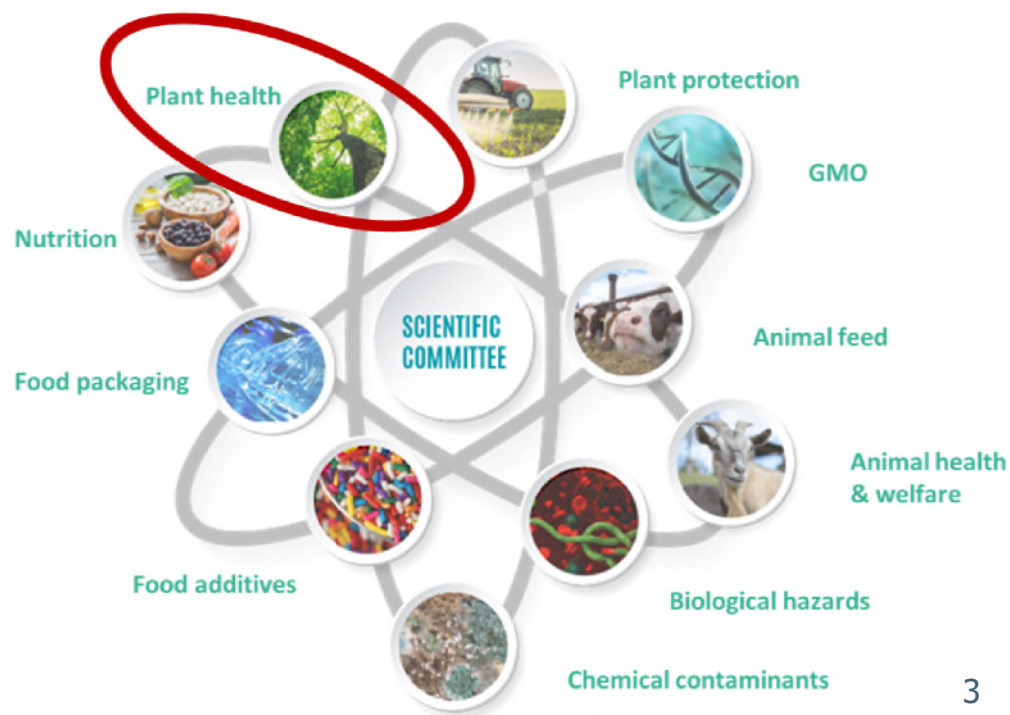 Plant health
Plant protection
GMO
Nutrition
SCIENTIFIC
COMMITTEE
Animal feed
Food packaging
Animal health
& welfare
Food additives
Biological hazards
Chemical contaminants
3